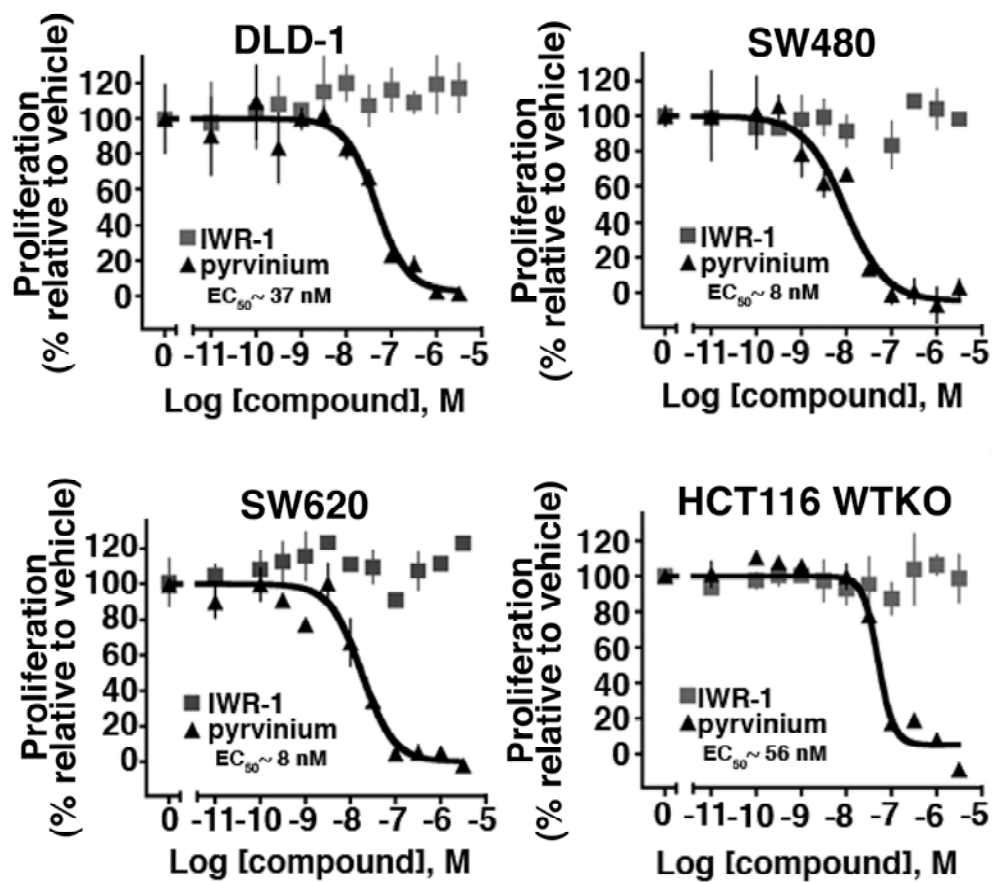 DLD-1
Proliferation
(% relative to vehicle)
120
100
80
60
40
20
0
IWR-1
pyrvinium
EC50~ 37 nM
0 -11 -10 -9 -8 -7 -6 -5
Log [compound], M
SW480
Proliferation
(% relative to vehicle)
120
100
80
60
40
20
0
IWR-1
pyrvinium
EC50~ 8 nM
0 -11 -10 -9 -8 -7 -6 -5
Log [compound], M
SW620
Proliferation
(% relative to vehicle)
120
100
80
60
40
20
0
IWR-1
pyrvinium
EC50~ 8 nM
0 -11 -10 -9 -8 -7 -6 -5
Log [compound], M
HCT116 WTKO
Proliferation
(% relative to vehicle)
120
100
80
60
40
20
0
IWR-1
pyrvinium
EC50~ 56 nM
0 -11 -10 -9 -8 -7 -6 -5
Log [compound], M